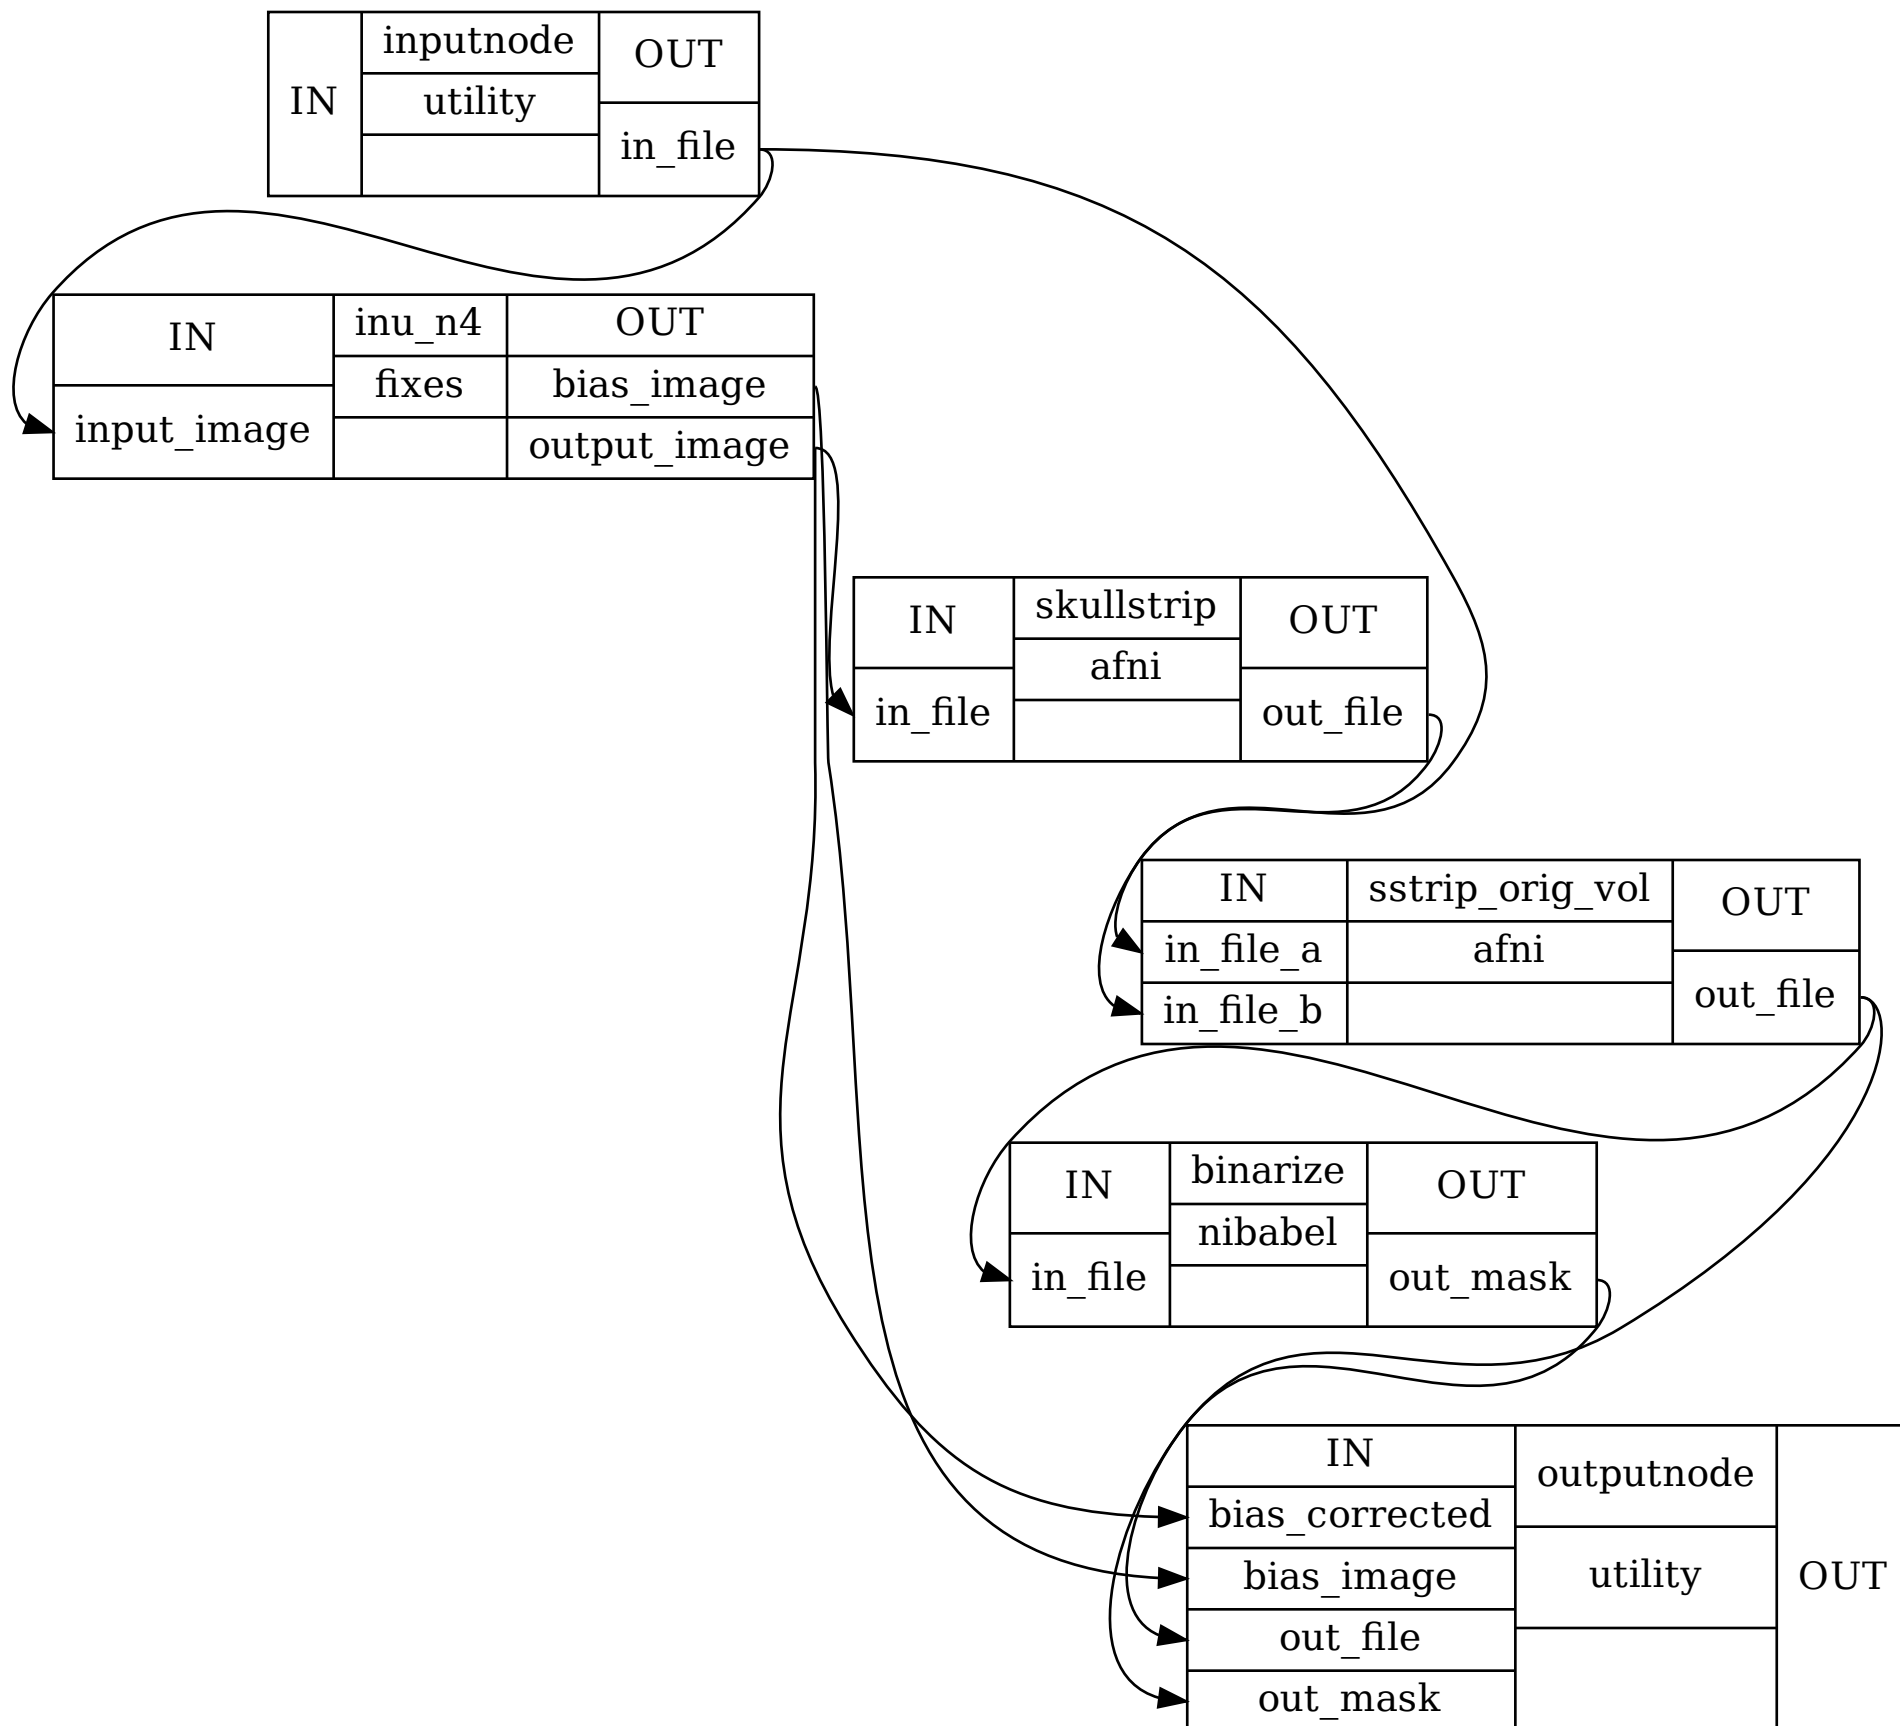 IN
inputnode
utility
OUT
in_file
IN
input_image
inu_n4
fixes
OUT
bias_image
output_image
IN
in_file
skullstrip
afni
OUT
out_file
IN
in_file_a
in_file_b
sstrip_orig_vol
afni
OUT
out_file
IN
in_file
binarize
nibabel
OUT
out_mask
IN
bias_corrected
bias_image
out_file
out_mask
outputnode
utility
OUT